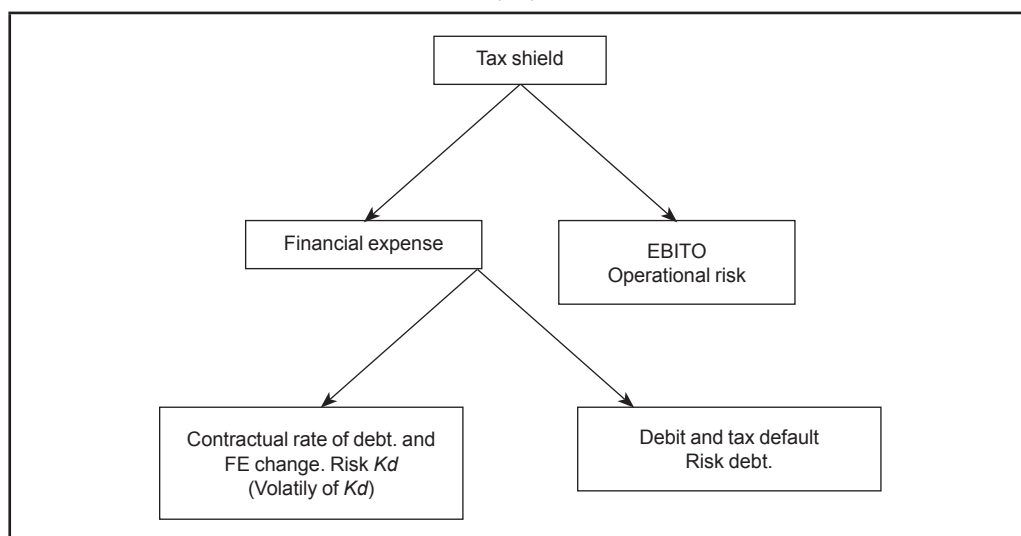 Tax shield
Financial expense
EBITO
Operational risk
Contractual rate of debt. and
FE change. Risk Kd
(Volatily of Kd)
Debit and tax default
Risk debt.